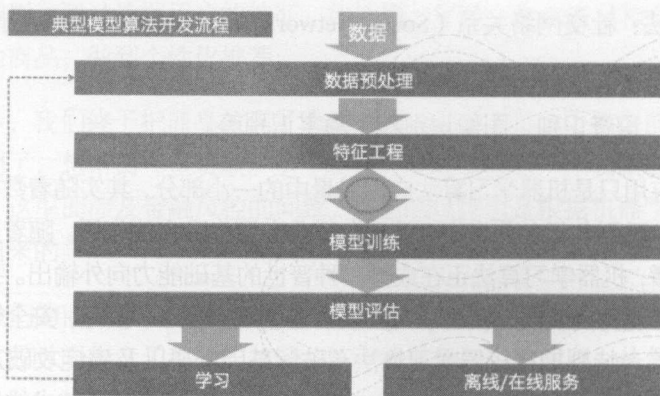 典型模型算法开发流程
数据
数据预处理
特征工程
模型训练
模型评估
学习
离线/在线服务